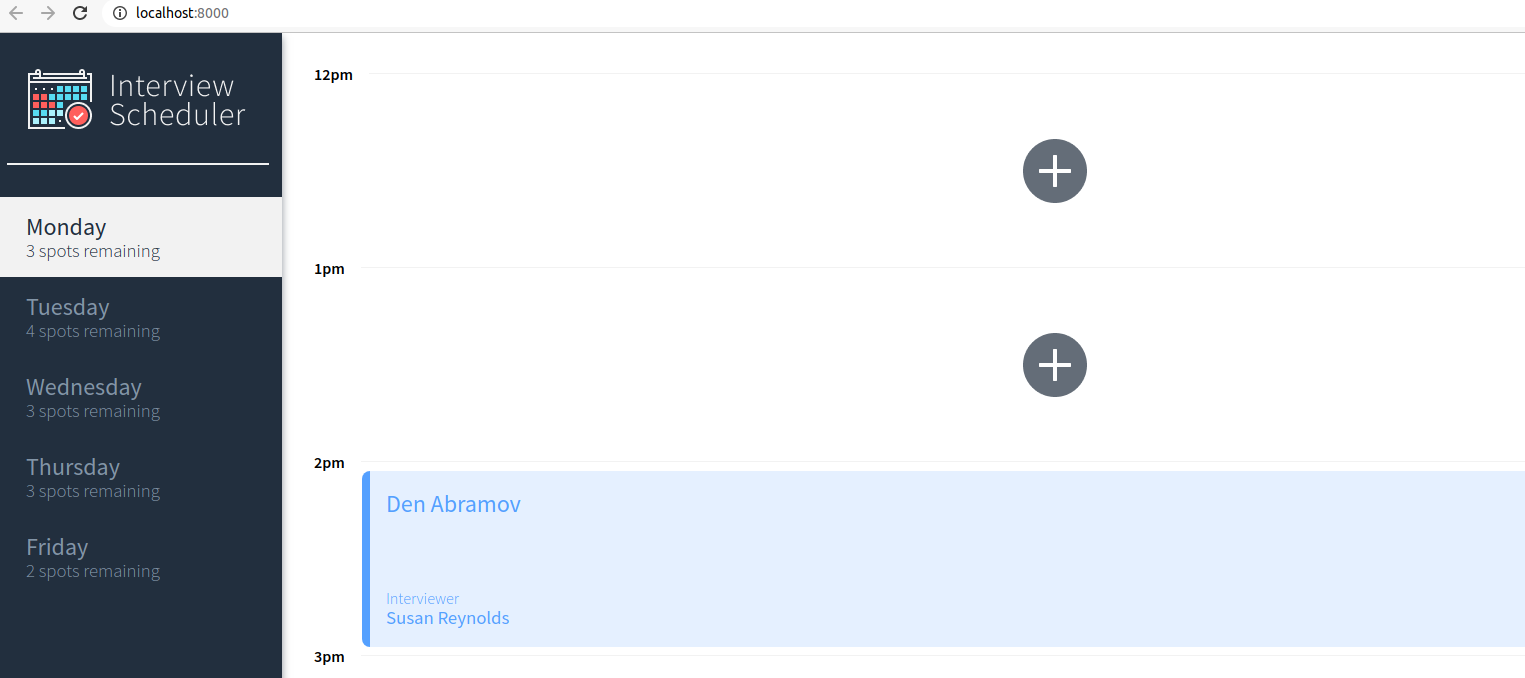 localhost:8000
Interview
Scheduler
Monday
3 spots remaining
Tuesday
4 spots remaining
Wednesday
3 spots remaining
Thursday
3 spots remaining
Friday
2 spots remaining
12pm
1pm
2pm
Den Abramov
Interviewer
Susan Reynolds
3pm